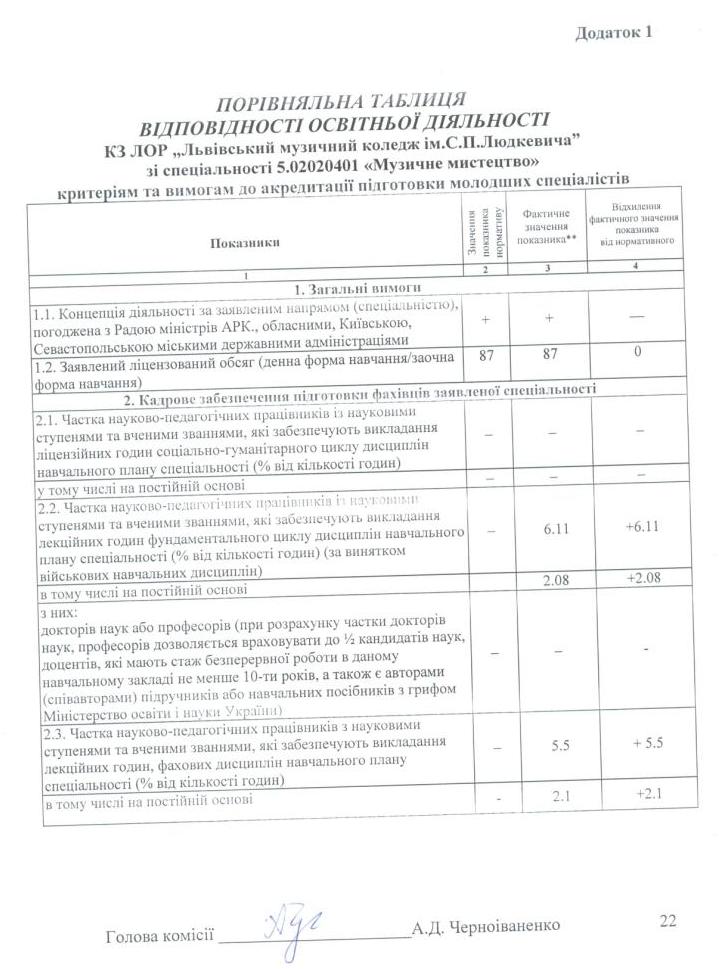 Додаток 1
ПОРІВНЯЛЬНА ТАБЛИЦЯ
ВІДПОВІДНОСТІ ОСВІТНЬОЇ ДІЯЛЬНОСТІ
КЗ ЛОР „Львівський музичний коледж ім.С.П.Людкевича”
зі спеціальності 5.02020401 «Музичне мистецтво»
критеріям та вимогам до акредитації підготовки молодших спеціалістів
Показники
Значення показника нормативу
Фактичне значення показника**
Відхилення фактичного значення показника від нормативного
1 2 3 4
1. Загальні вимоги
1.1. Концепція діяльності за заявленим напрямом (спеціальністю),
погоджена з Радою міністрів АРК., обласними, Київською, + + —
Севастопольською міськими державними адміністраціями
1.2. Заявлений ліцензований обсяг (денна форма навчання/заочна 87 87 0
форма навчання)
2. Кадрове забезпечення підготовки фахівців заявленої спеціальності
2.1. Частка науково-педагогічних працівників із науковими
ступенями та вченими званнями, які забезпечують викладання – – –
ліцензійних годин соціально-гуманітарного циклу дисциплін
навчального плану спеціальності (% від кількості годин)
у тому числі на постійній основі – – –
2.2. Частка науково-педагогічних працівників із науковими
ступенями та вченими званнями, які забезпечують викладання
лекційних годин фундаментального циклу дисциплін навчального – 6.11 +6.11
плану спеціальності (% від кількості годин) (за винятком
військових навчальних дисциплін)
в тому числі на постійній основі 2.08 +2.08
з них:
докторів наук або професорів (при розрахунку частки докторів
наук, професорів дозволяється враховувати до ½ кандидатів наук,
доцентів, які мають стаж безперервної роботи в даному – – -
навчальному закладі не менше 10-ти років, а також є авторами
(співавторами) підручників або навчальних посібників з грифом
Міністерство освіти і науки України)
2.3. Частка науково-педагогічних працівників з науковими
ступенями та вченими званнями, які забезпечують викладання – 5.5 + 5.5
лекційних годин, фахових дисциплін навчального плану
спеціальності (% від кількості годин)
в тому числі на постійній основі - 2.1 +2.1
Голова комісії А.Д. Черноіваненко
22